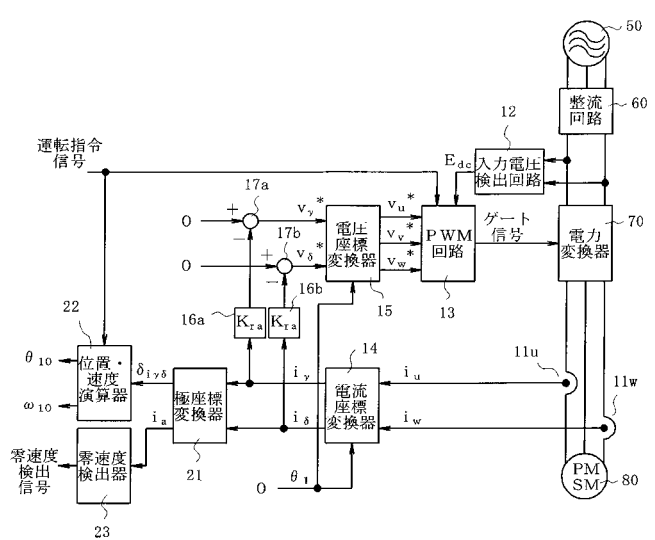 50
整流
回路
60
12
運転指令
信号
E_dc
入力電圧
検出回路
17a
v_γ*
17b
v_δ*
0
+
−
0
+
−
電圧
座標
変換器
15
v_u*
v_v*
v_w*
PWM
回路
13
ゲート
信号
電力
変換器
70
16a
K_ra
16b
K_ra
22
位置・
速度
演算器
θ_10
ω_10
δ_iγδ
i_a
極座標
変換器
21
i_γ
i_δ
14
電流
座標
変換器
i_u
i_w
11u
11w
零速度
検出
信号
零速度
検出器
23
0
θ_1
PM
SM
80